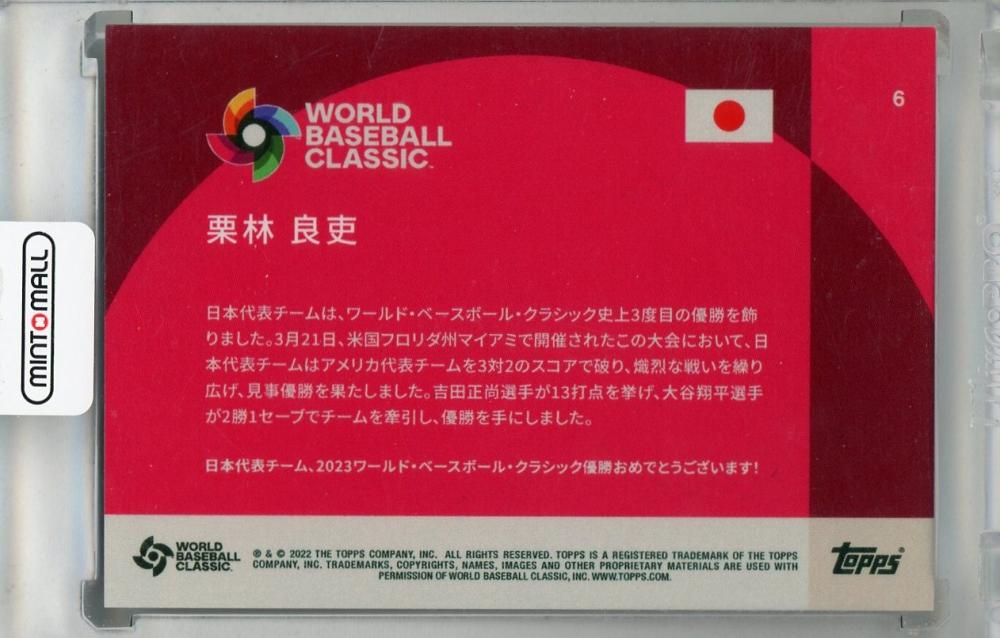 WORLD
BASEBALL
CLASSIC™
6
栗林 良吏
日本代表チームは、ワールド・ベースボール・クラシック史上3度目の優勝を飾
りました。3月21日、米国フロリダ州マイアミで開催されたこの大会において、日
本代表チームはアメリカ代表チームを3対2のスコアで破り、熾烈な戦いを繰り
広げ、見事優勝を果たしました。吉田正尚選手が13打点を挙げ、大谷翔平選手
が2勝1セーブでチームを牽引し、優勝を手にしました。
日本代表チーム、2023ワールド・ベースボール・クラシック優勝おめでとうございます!
WORLD
BASEBALL
CLASSIC™
® & © 2022 THE TOPPS COMPANY, INC. ALL RIGHTS RESERVED. TOPPS IS A REGISTERED TRADEMARK OF THE TOPPS
COMPANY, INC. TRADEMARKS, COPYRIGHTS, NAMES, IMAGES AND OTHER PROPRIETARY MATERIALS ARE USED WITH
PERMISSION OF WORLD BASEBALL CLASSIC, INC. WWW.TOPPS.COM.
topps®
MINTOMALL